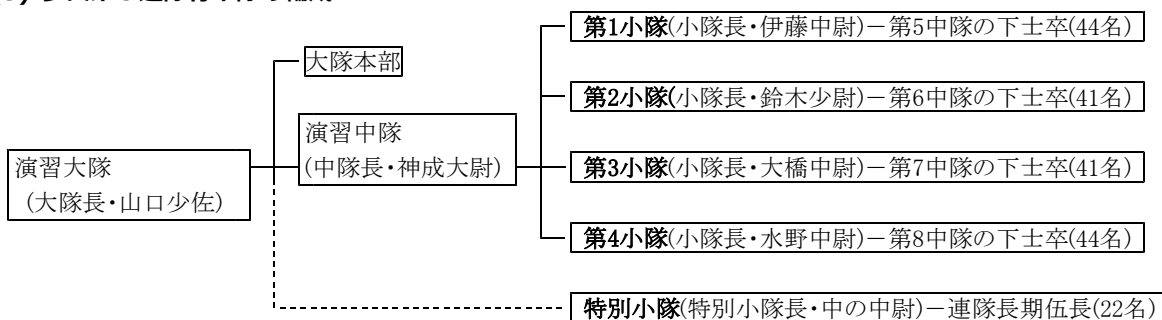 第1小隊(小隊長・伊藤中尉)－第5中隊の下士卒(44名)
大隊本部
第2小隊(小隊長・鈴木少尉)－第6中隊の下士卒(41名)
演習中隊
(中隊長・神成大尉)
演習大隊
(大隊長・山口少佐)
第3小隊(小隊長・大橋中尉)－第7中隊の下士卒(41名)
第4小隊(小隊長・水野中尉)－第8中隊の下士卒(44名)
特別小隊(特別小隊長・中の中尉)－連隊長期伍長(22名)